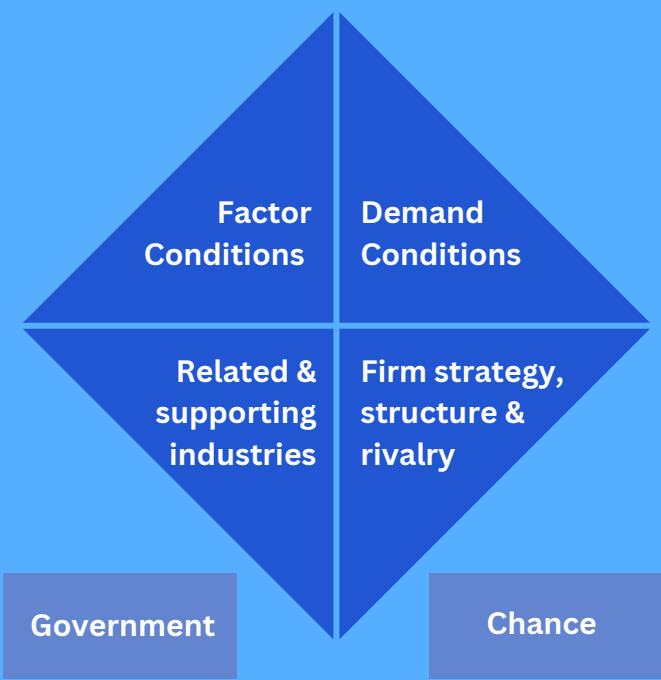 Factor
Conditions
Demand
Conditions
Related &
supporting
industries
Firm strategy,
structure &
rivalry
Government
Chance